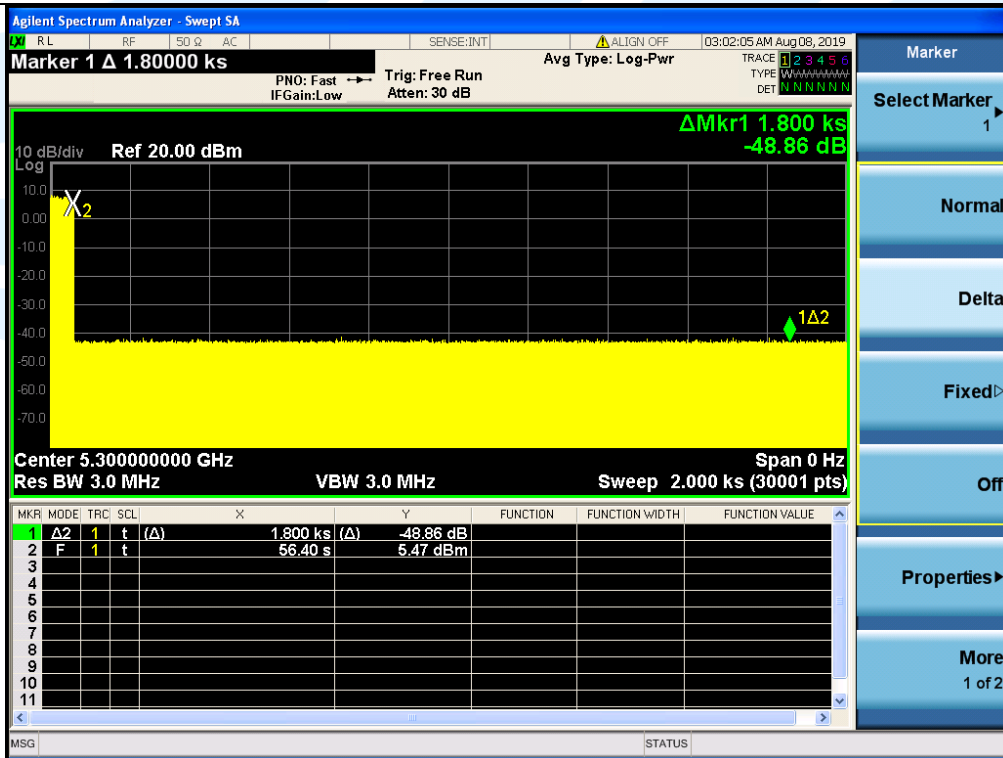 Agilent Spectrum Analyzer - Swept SA
LXI RL RF 50 Ω AC SENSE:INT ⚠ALIGN OFF 03:02:05 AM Aug 08, 2019
Marker 1 Δ 1.80000 ks
PNO: Fast
IFGain:Low
Trig: Free Run
Atten: 30 dB
Avg Type: Log-Pwr
TRACE 1 2 3 4 5 6
TYPE WWWWWW
DET N N N N N N
ΔMkr1 1.800 ks
-48.86 dB
10 dB/div Ref 20.00 dBm
Log
10.0
0.00
-10.0
-20.0
-30.0
-40.0
-50.0
-60.0
-70.0
2
1Δ2
Center 5.300000000 GHz Span 0 Hz
Res BW 3.0 MHz VBW 3.0 MHz Sweep 2.000 ks (30001 pts)
MKR MODE TRC SCL X Y FUNCTION FUNCTION WIDTH FUNCTION VALUE
1 Δ2 1 t (Δ) 1.800 ks (Δ) -48.86 dB
2 F 1 t 56.40 s 5.47 dBm
3
4
5
6
7
8
9
10
11
MSG STATUS
Marker
Select Marker
1
Normal
Delta
Fixed
Off
Properties
More
1 of 2